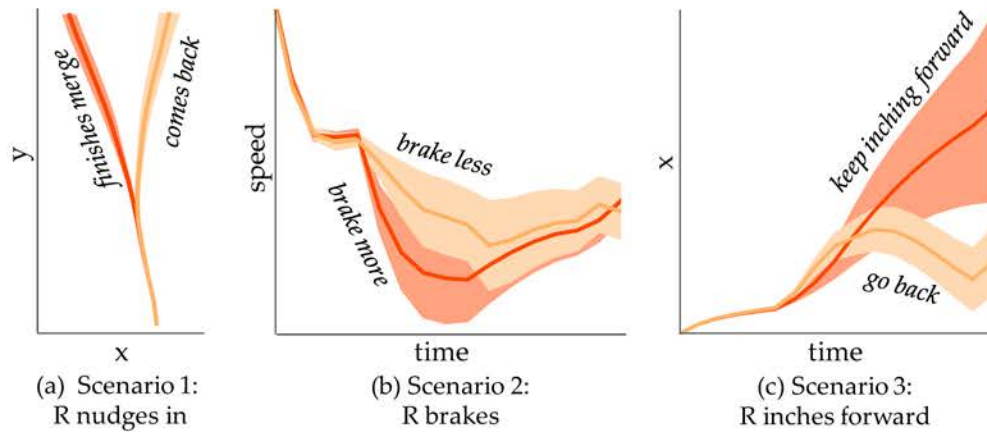 y
finishes merge
comes back
x
(a) Scenario 1:
R nudges in
speed
brake less
brake more
time
(b) Scenario 2:
R brakes
x
keep inching forward
go back
time
(c) Scenario 3:
R inches forward